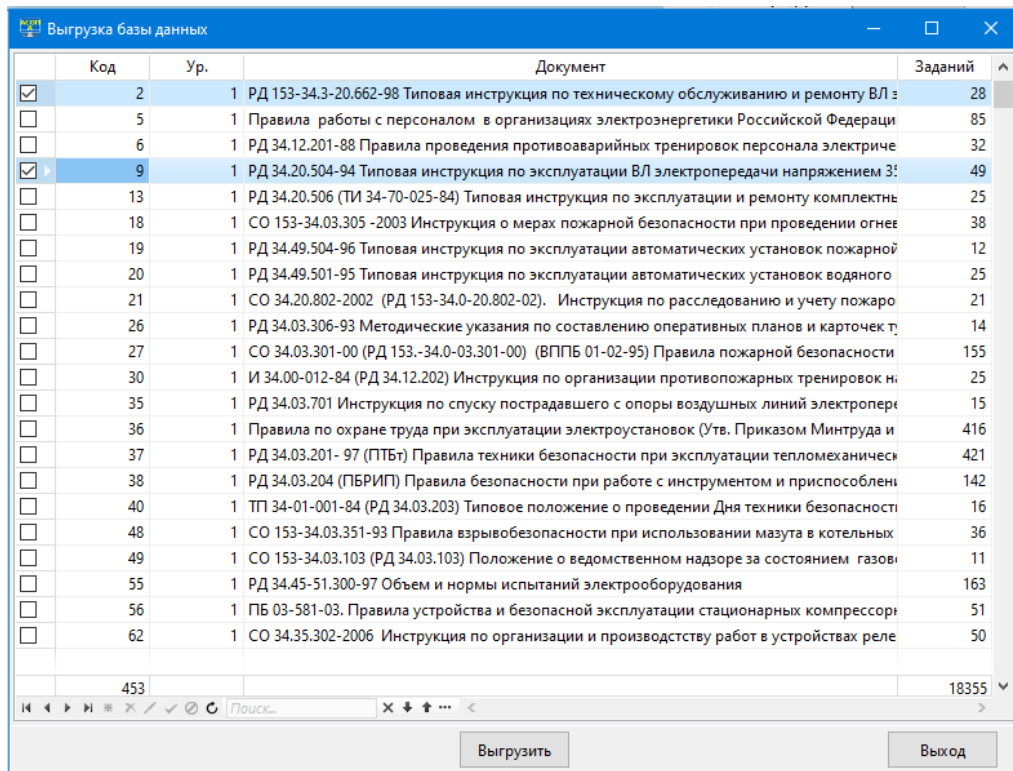 Выгрузка базы данных
Код Ур. Документ Заданий
2 1 РД 153-34.3-20.662-98 Типовая инструкция по техническому обслуживанию и ремонту ВЛ 28
5 1 Правила работы с персоналом в организациях электроэнергетики Российской Федераци 85
6 1 РД 34.12.201-88 Правила проведения противоаварийных тренировок персонала электриче 32
9 1 РД 34.20.504-94 Типовая инструкция по эксплуатации ВЛ электропередачи напряжением 35 49
13 1 РД 34.20.506 (ТИ 34-70-025-84) Типовая инструкция по эксплуатации и ремонту комплектны 25
18 1 СО 153-34.03.305 -2003 Инструкция о мерах пожарной безопасности при проведении огнев 38
19 1 РД 34.49.504-96 Типовая инструкция по эксплуатации автоматических установок пожарной 12
20 1 РД 34.49.501-95 Типовая инструкция по эксплуатации автоматических установок водяного 25
21 1 СО 34.20.802-2002 (РД 153-34.0-20.802-02). Инструкция по расследованию и учету пожаро 21
26 1 РД 34.03.306-93 Методические указания по составлению оперативных планов и карточек ту 14
27 1 СО 34.03.301-00 (РД 153.-34.0-03.301-00) (ВППБ 01-02-95) Правила пожарной безопасности 155
30 1 И 34.00-012-84 (РД 34.12.202) Инструкция по организации противопожарных тренировок на 25
35 1 РД 34.03.701 Инструкция по спуску пострадавшего с опоры воздушных линий электропере 15
36 1 Правила по охране труда при эксплуатации электроустановок (Утв. Приказом Минтруда и 416
37 1 РД 34.03.201- 97 (ПТБт) Правила техники безопасности при эксплуатации тепломеханическ 421
38 1 РД 34.03.204 (ПБРИП) Правила безопасности при работе с инструментом и приспособлени 142
40 1 ТП 34-01-001-84 (РД 34.03.203) Типовое положение о проведении Дня техники безопасности 16
48 1 СО 153-34.03.351-93 Правила взрывобезопасности при использовании мазута в котельных 36
49 1 СО 153-34.03.103 (РД 34.03.103) Положение о ведомственном надзоре за состоянием газов 11
55 1 РД 34.45-51.300-97 Объем и нормы испытаний электрооборудования 163
56 1 ПБ 03-581-03. Правила устройства и безопасной эксплуатации стационарных компрессорн 51
62 1 СО 34.35.302-2006 Инструкция по организации и производстству работ в устройствах реле 50
453 18355
Поиск...
Выгрузить Выход